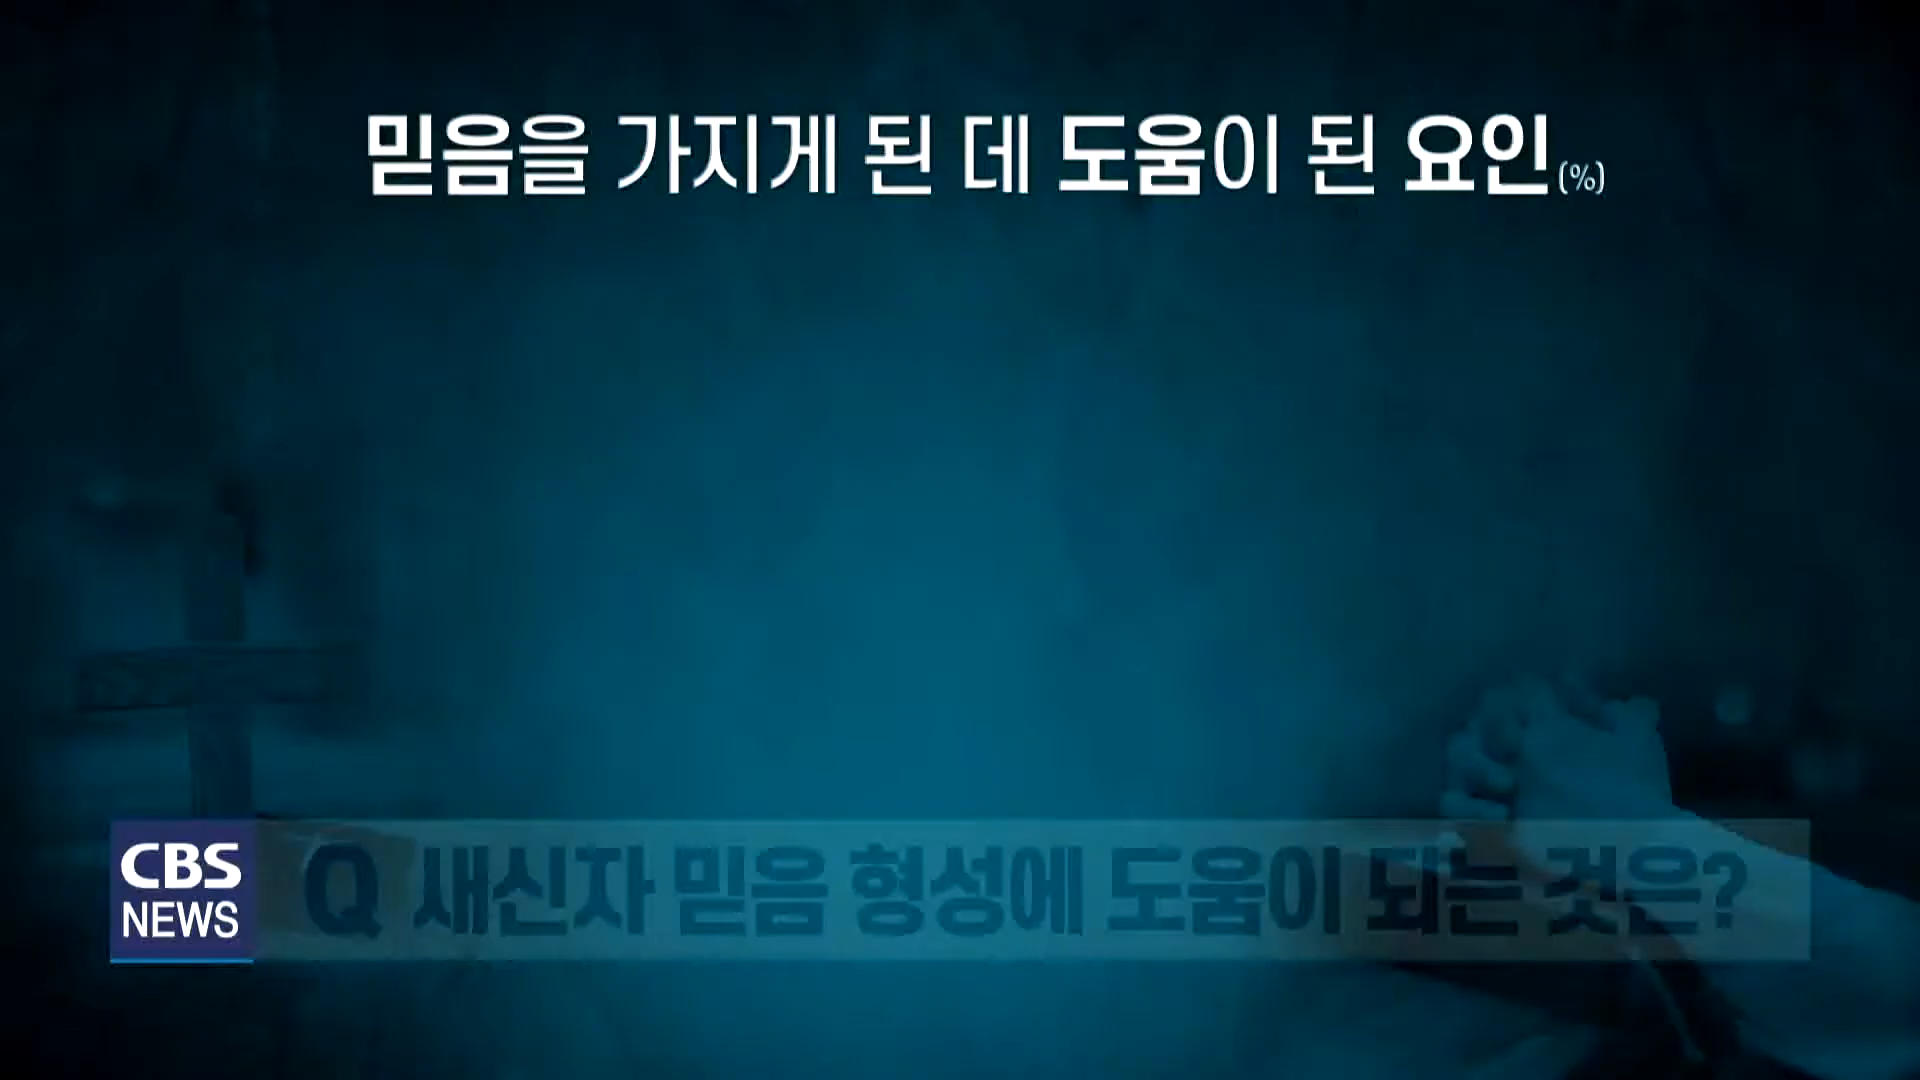 믿음을 가지게 된 데 도움이 된 요인(%)
CBS
NEWS
Q 새신자 믿음 형성에 도움이 되는 것은?